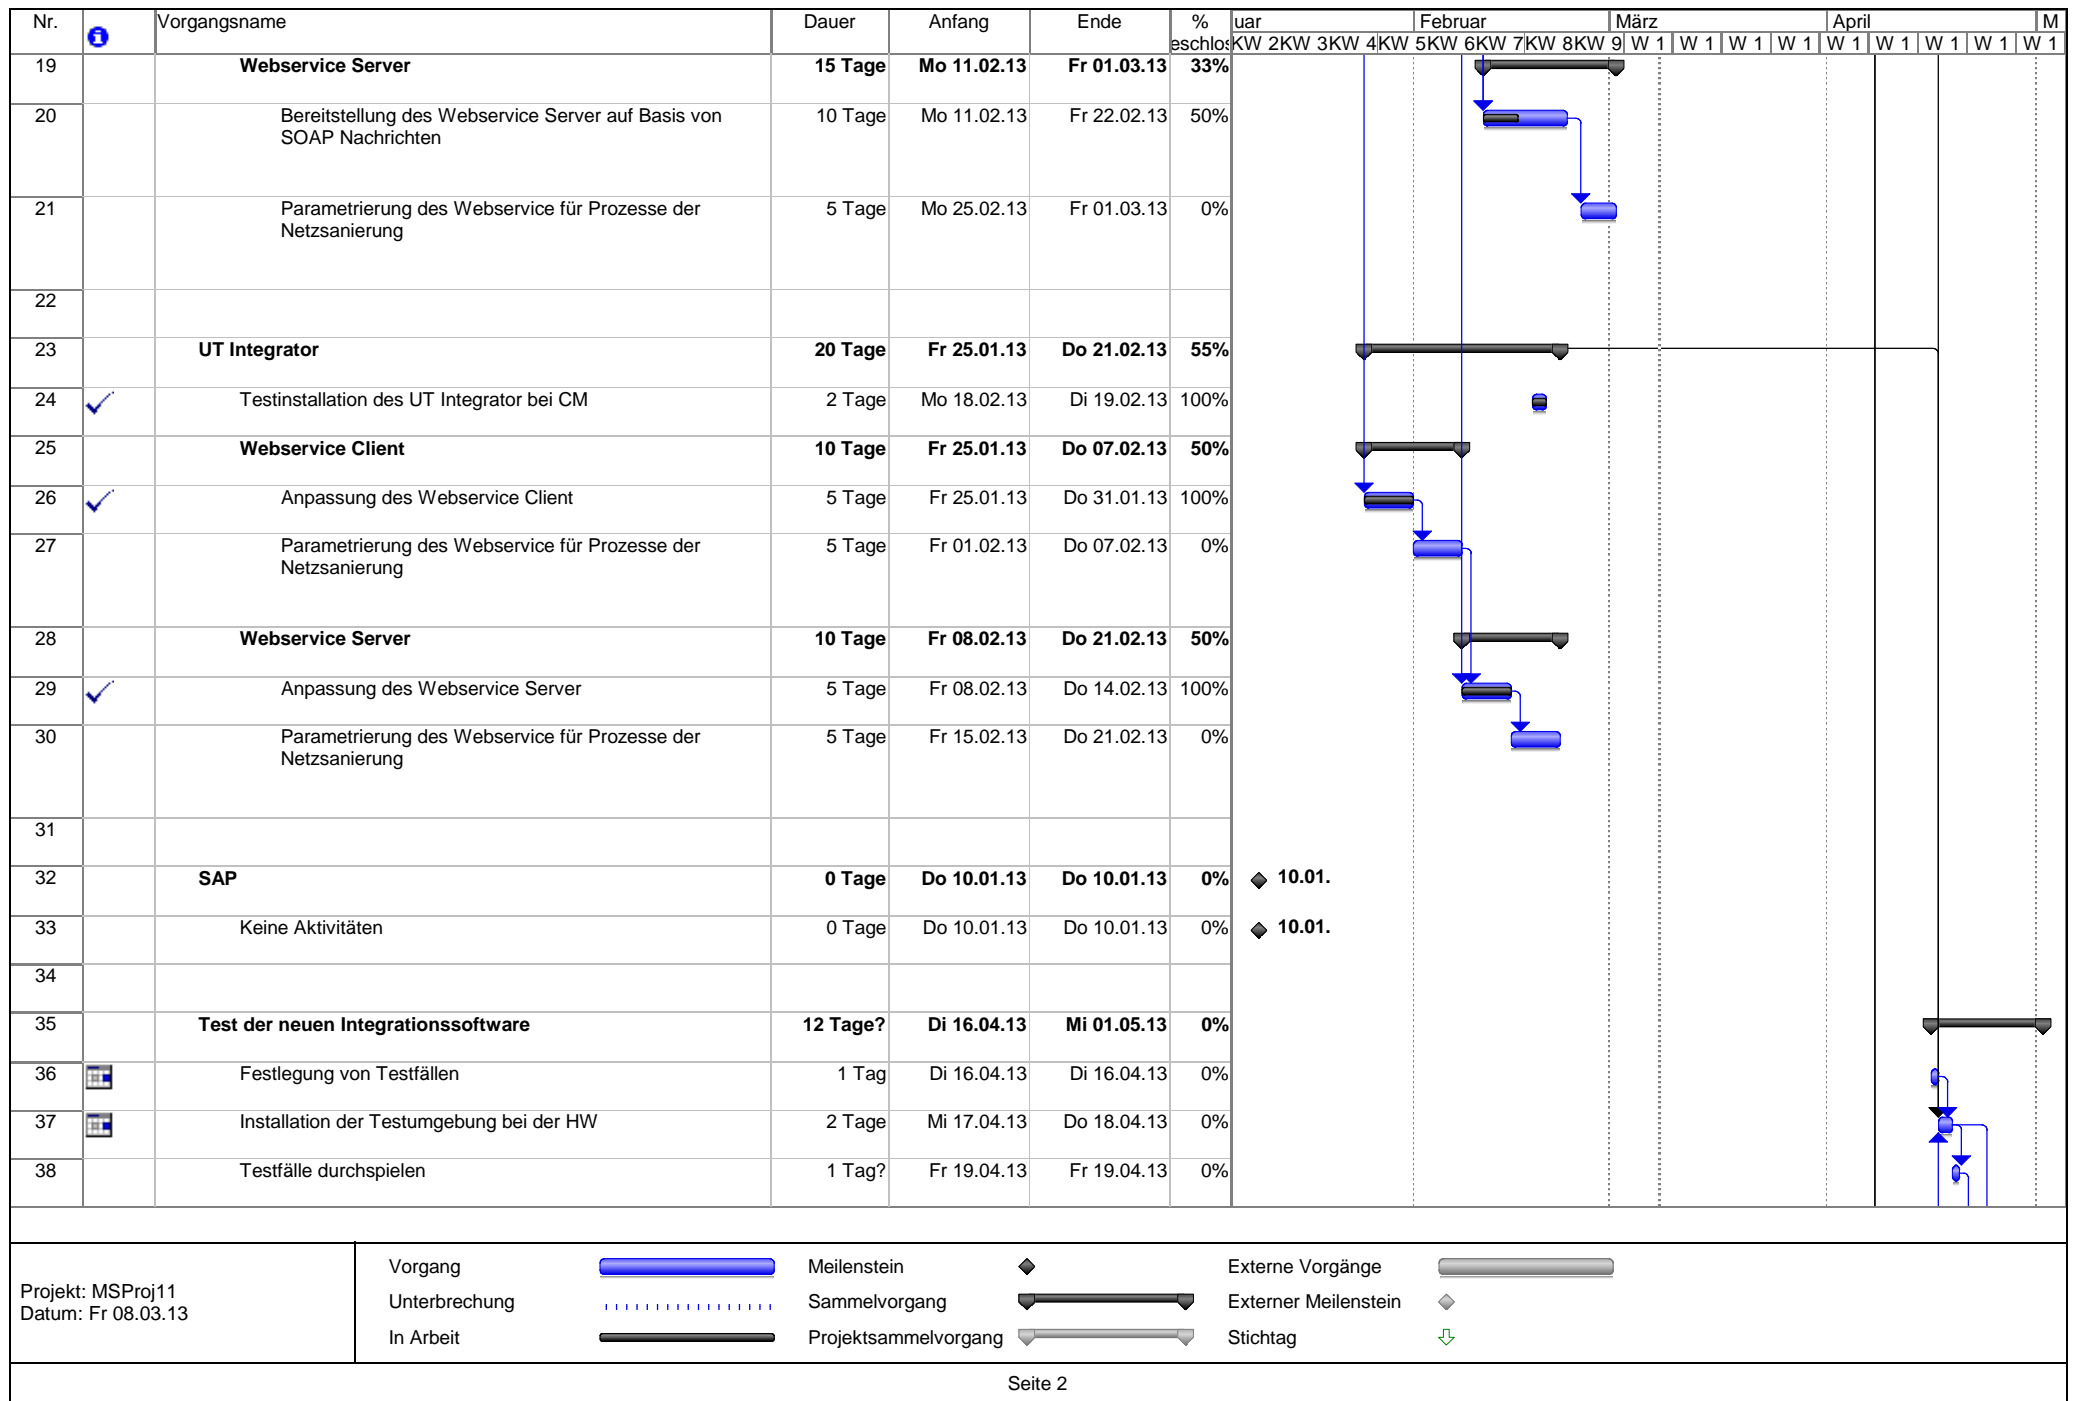 Nr. Vorgangsname Dauer Anfang Ende % uar Februar März April M
eschlos KW 2 KW 3 KW 4 KW 5 KW 6 KW 7 KW 8 KW 9 W 1 W 1 W 1 W 1 W 1 W 1 W 1 W 1 W 1
19 Webservice Server 15 Tage Mo 11.02.13 Fr 01.03.13 33%
20 Bereitstellung des Webservice Server auf Basis von 10 Tage Mo 11.02.13 Fr 22.02.13 50%
SOAP Nachrichten
21 Parametrierung des Webservice für Prozesse der 5 Tage Mo 25.02.13 Fr 01.03.13 0%
Netzsanierung
22
23 UT Integrator 20 Tage Fr 25.01.13 Do 21.02.13 55%
24 Testinstallation des UT Integrator bei CM 2 Tage Mo 18.02.13 Di 19.02.13 100%
25 Webservice Client 10 Tage Fr 25.01.13 Do 07.02.13 50%
26 Anpassung des Webservice Client 5 Tage Fr 25.01.13 Do 31.01.13 100%
27 Parametrierung des Webservice für Prozesse der 5 Tage Fr 01.02.13 Do 07.02.13 0%
Netzsanierung
28 Webservice Server 10 Tage Fr 08.02.13 Do 21.02.13 50%
29 Anpassung des Webservice Server 5 Tage Fr 08.02.13 Do 14.02.13 100%
30 Parametrierung des Webservice für Prozesse der 5 Tage Fr 15.02.13 Do 21.02.13 0%
Netzsanierung
31
32 SAP 0 Tage Do 10.01.13 Do 10.01.13 0% 10.01.
33 Keine Aktivitäten 0 Tage Do 10.01.13 Do 10.01.13 0% 10.01.
34
35 Test der neuen Integrationssoftware 12 Tage? Di 16.04.13 Mi 01.05.13 0%
36 Festlegung von Testfällen 1 Tag Di 16.04.13 Di 16.04.13 0%
37 Installation der Testumgebung bei der HW 2 Tage Mi 17.04.13 Do 18.04.13 0%
38 Testfälle durchspielen 1 Tag? Fr 19.04.13 Fr 19.04.13 0%
Projekt: MSProj11
Datum: Fr 08.03.13
Vorgang Meilenstein Externe Vorgänge
Unterbrechung Sammelvorgang Externer Meilenstein
In Arbeit Projektsammelvorgang Stichtag
Seite 2